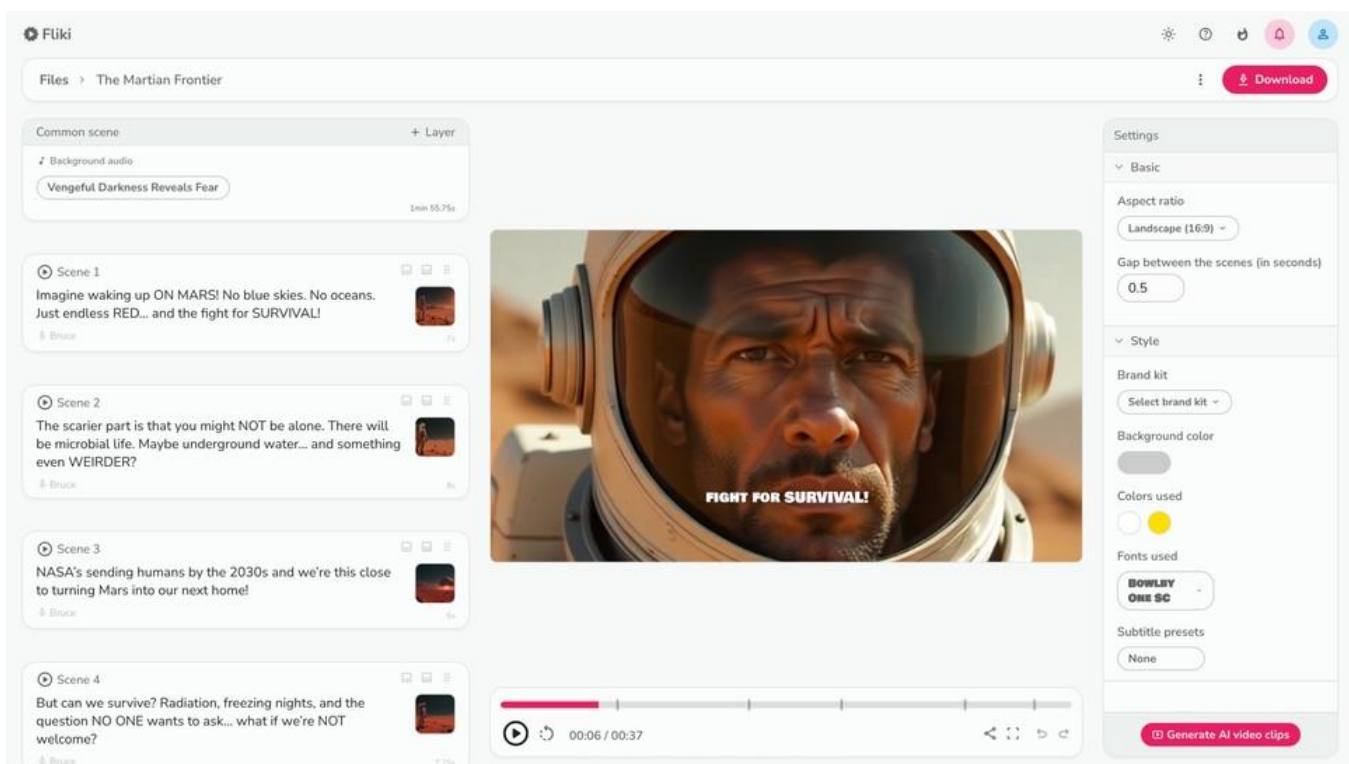 Fliki
Files > The Martian Frontier
Download
Common scene
+ Layer
Background audio
Vengeful Darkness Reveals Fear
1min 55.75s
Scene 1
Imagine waking up ON MARS! No blue skies. No oceans.
Just endless RED... and the fight for SURVIVAL!
Bruce
7s
Scene 2
The scarier part is that you might NOT be alone. There will
be microbial life. Maybe underground water... and something
even WEIRDER?
Bruce
8s
Scene 3
NASA's sending humans by the 2030s and we're this close
to turning Mars into our next home!
Bruce
Scene 4
But can we survive? Radiation, freezing nights, and the
question NO ONE wants to ask... what if we're NOT
welcome?
Bruce
FIGHT FOR SURVIVAL!
00:06 / 00:37
Settings
Basic
Aspect ratio
Landscape (16:9)
Gap between the scenes (in seconds)
0.5
Style
Brand kit
Select brand kit
Background color
Colors used
Fonts used
BOWLBY
ONE SC
Subtitle presets
None
Generate AI video clips